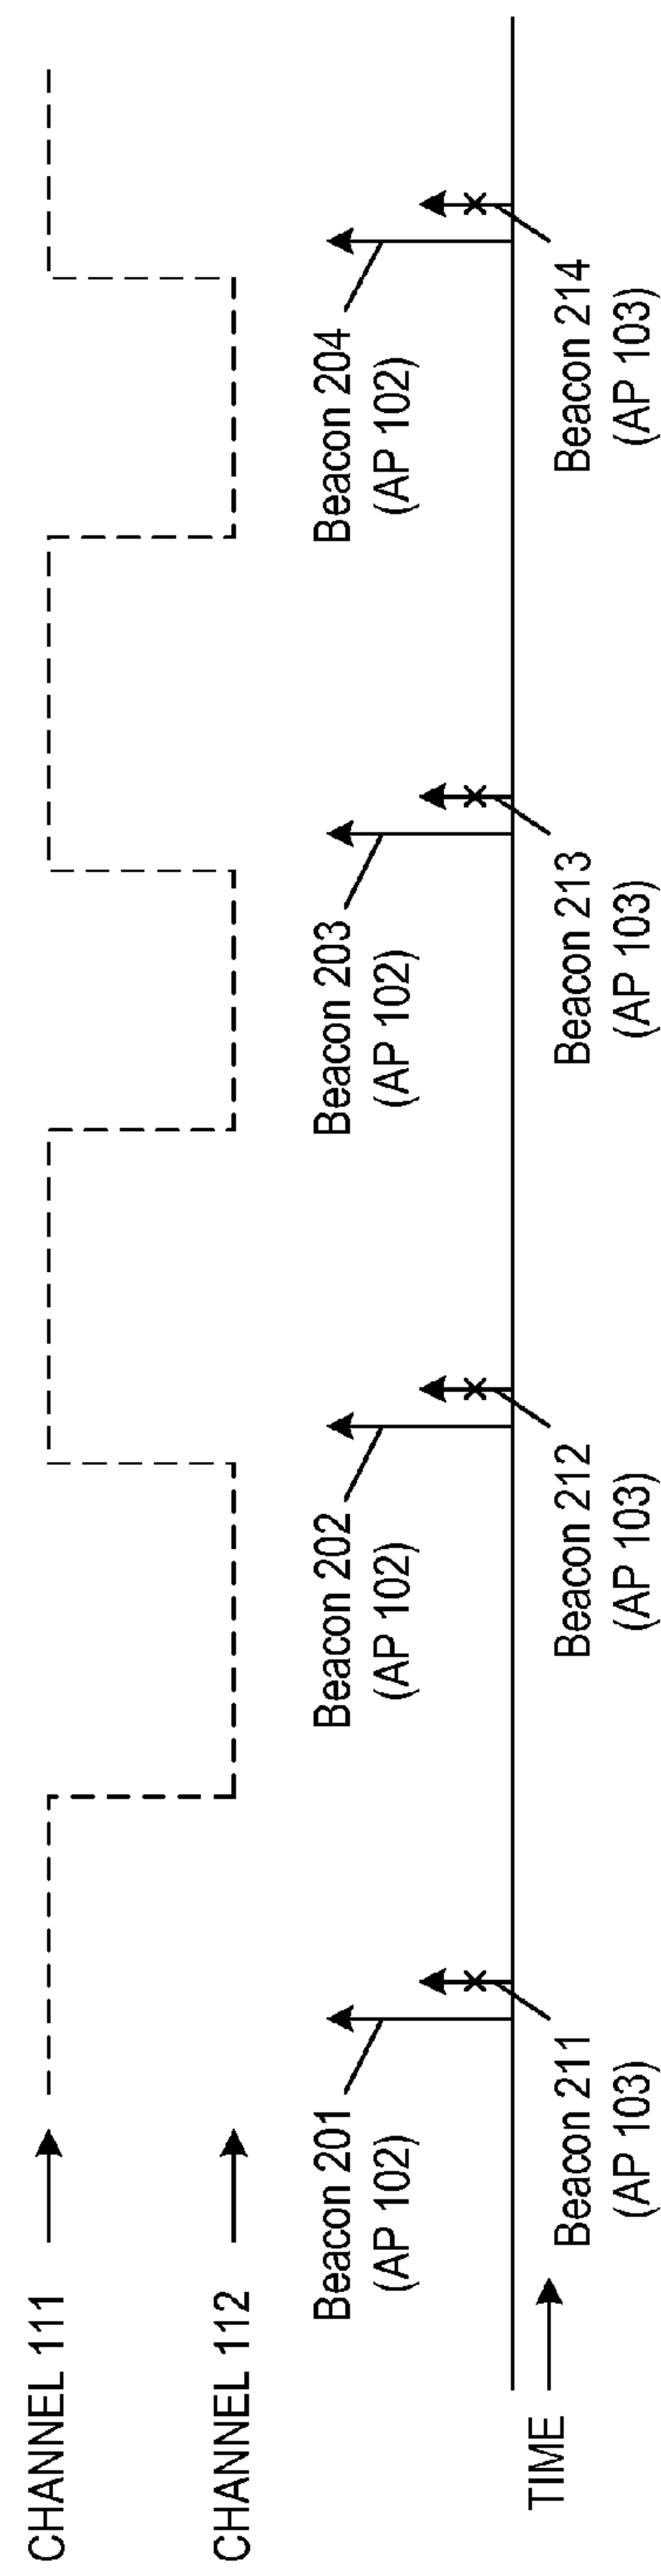 CHANNEL 111
CHANNEL 112
Beacon 201
(AP 102)
Beacon 202
(AP 102)
Beacon 203
(AP 102)
Beacon 204
(AP 102)
TIME
Beacon 211
(AP 103)
Beacon 212
(AP 103)
Beacon 213
(AP 103)
Beacon 214
(AP 103)